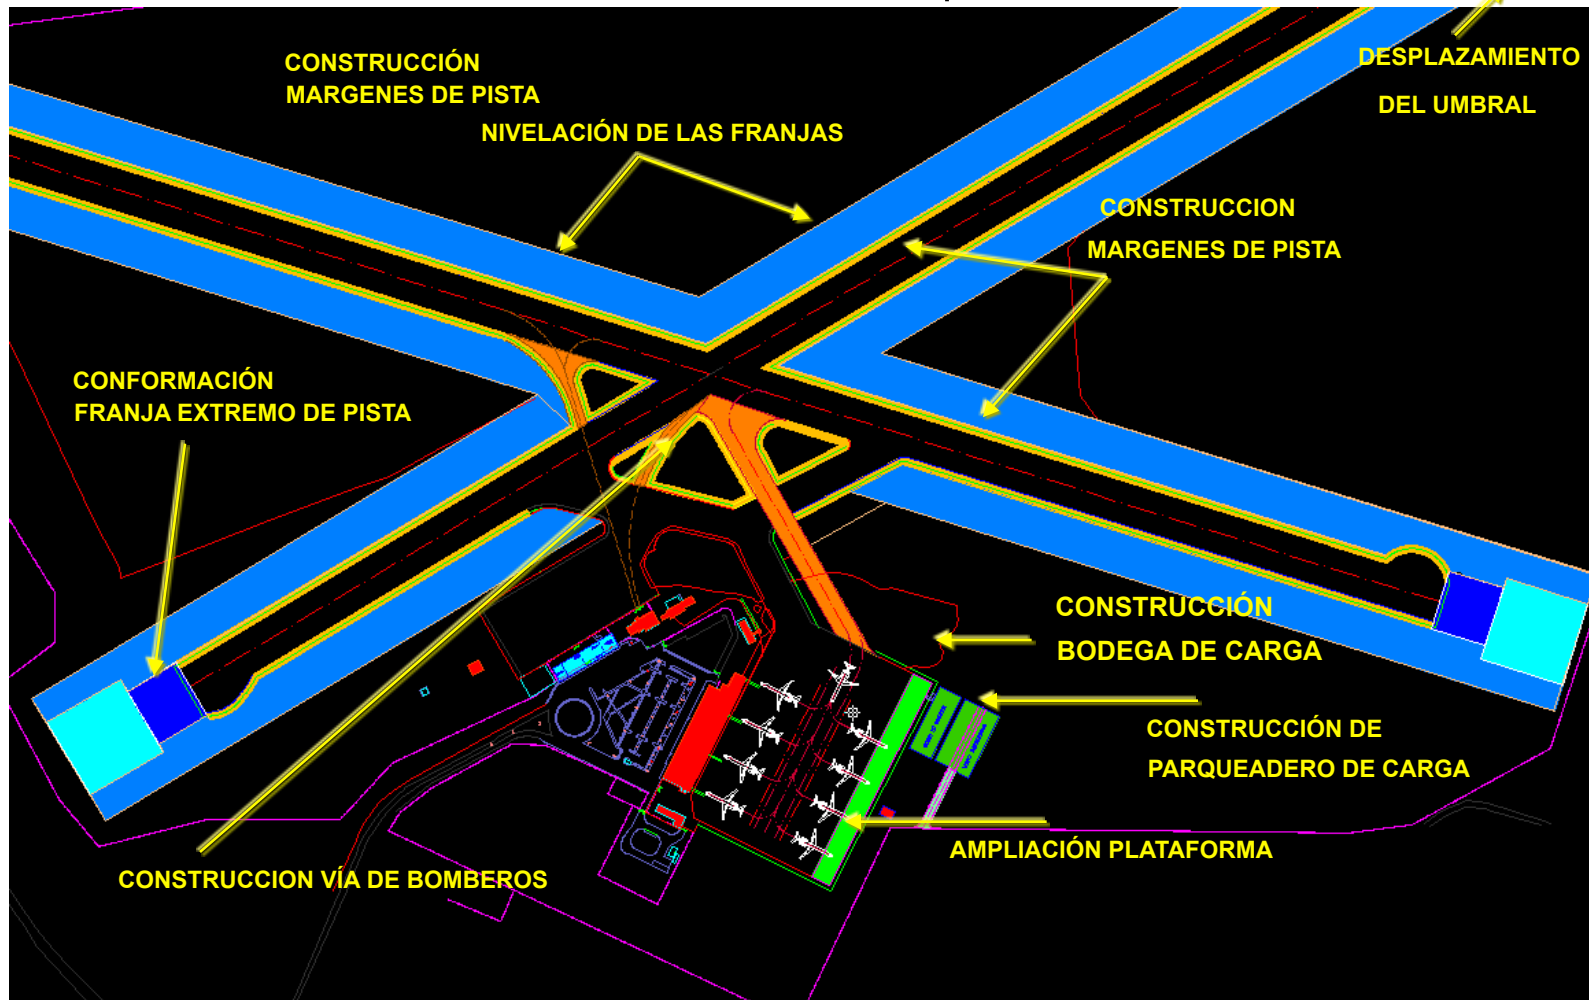 CONSTRUCCIÓN
MARGENES DE PISTA
DESPLAZAMIENTO
DEL UMBRAL
NIVELACIÓN DE LAS FRANJAS
CONSTRUCCION
MARGENES DE PISTA
CONFORMACIÓN
FRANJA EXTREMO DE PISTA
CONSTRUCCIÓN
BODEGA DE CARGA
CONSTRUCCIÓN DE
PARQUEADERO DE CARGA
AMPLIACIÓN PLATAFORMA
CONSTRUCCION VÍA DE BOMBEROS